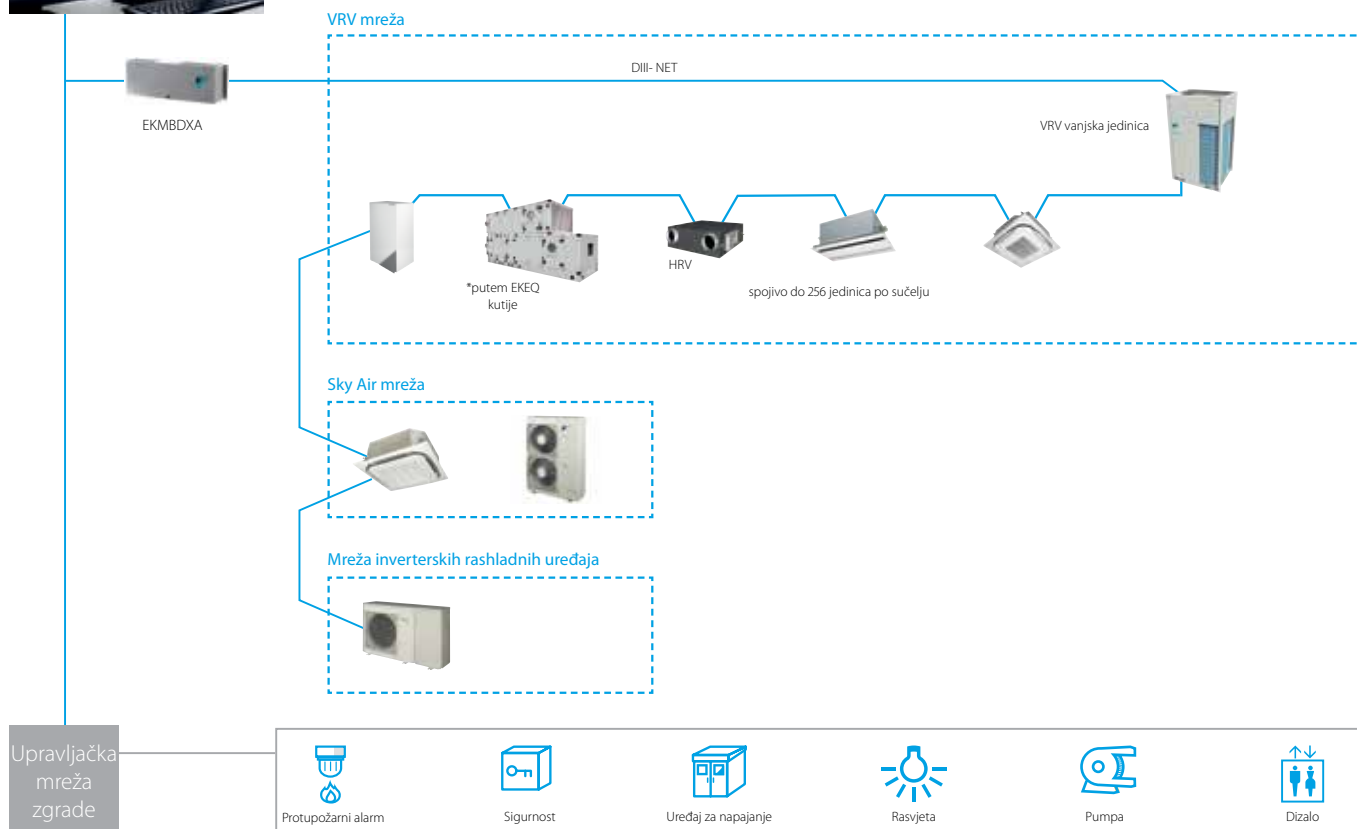 VRV mreža
DIII- NET
EKMBDXA
VRV vanjska jedinica
HRV
*putem EKEQ
kutije
spojivo do 256 jedinica po sučelju
Sky Air mreža
Mreža inverterskih rashladnih uređaja
Upravljačka
mreža
zgrade
Protupožarni alarm
Sigurnost
Uređaj za napajanje
Rasvjeta
Pumpa
Dizalo